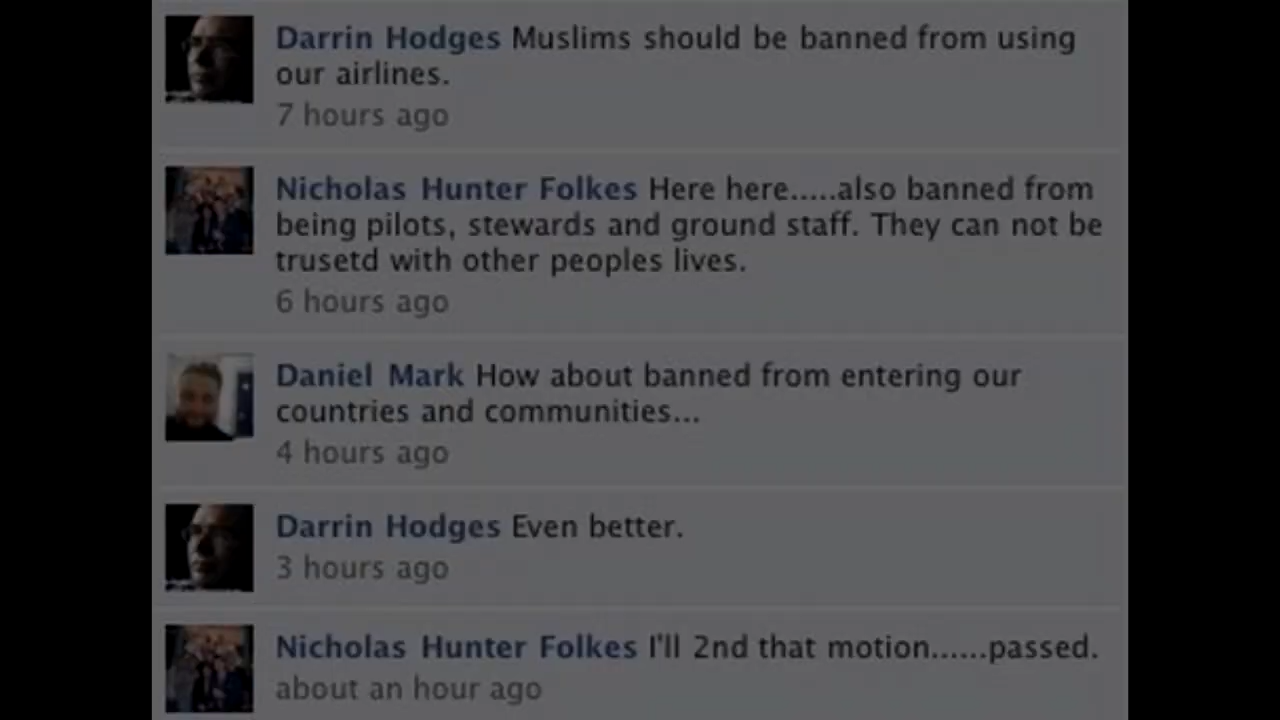 Darrin Hodges Muslims should be banned from using
our airlines.
7 hours ago
Nicholas Hunter Folkes Here here.....also banned from
being pilots, stewards and ground staff. They can not be
trusetd with other peoples lives.
6 hours ago
Daniel Mark How about banned from entering our
countries and communities...
4 hours ago
Darrin Hodges Even better.
3 hours ago
Nicholas Hunter Folkes I'll 2nd that motion......passed.
about an hour ago